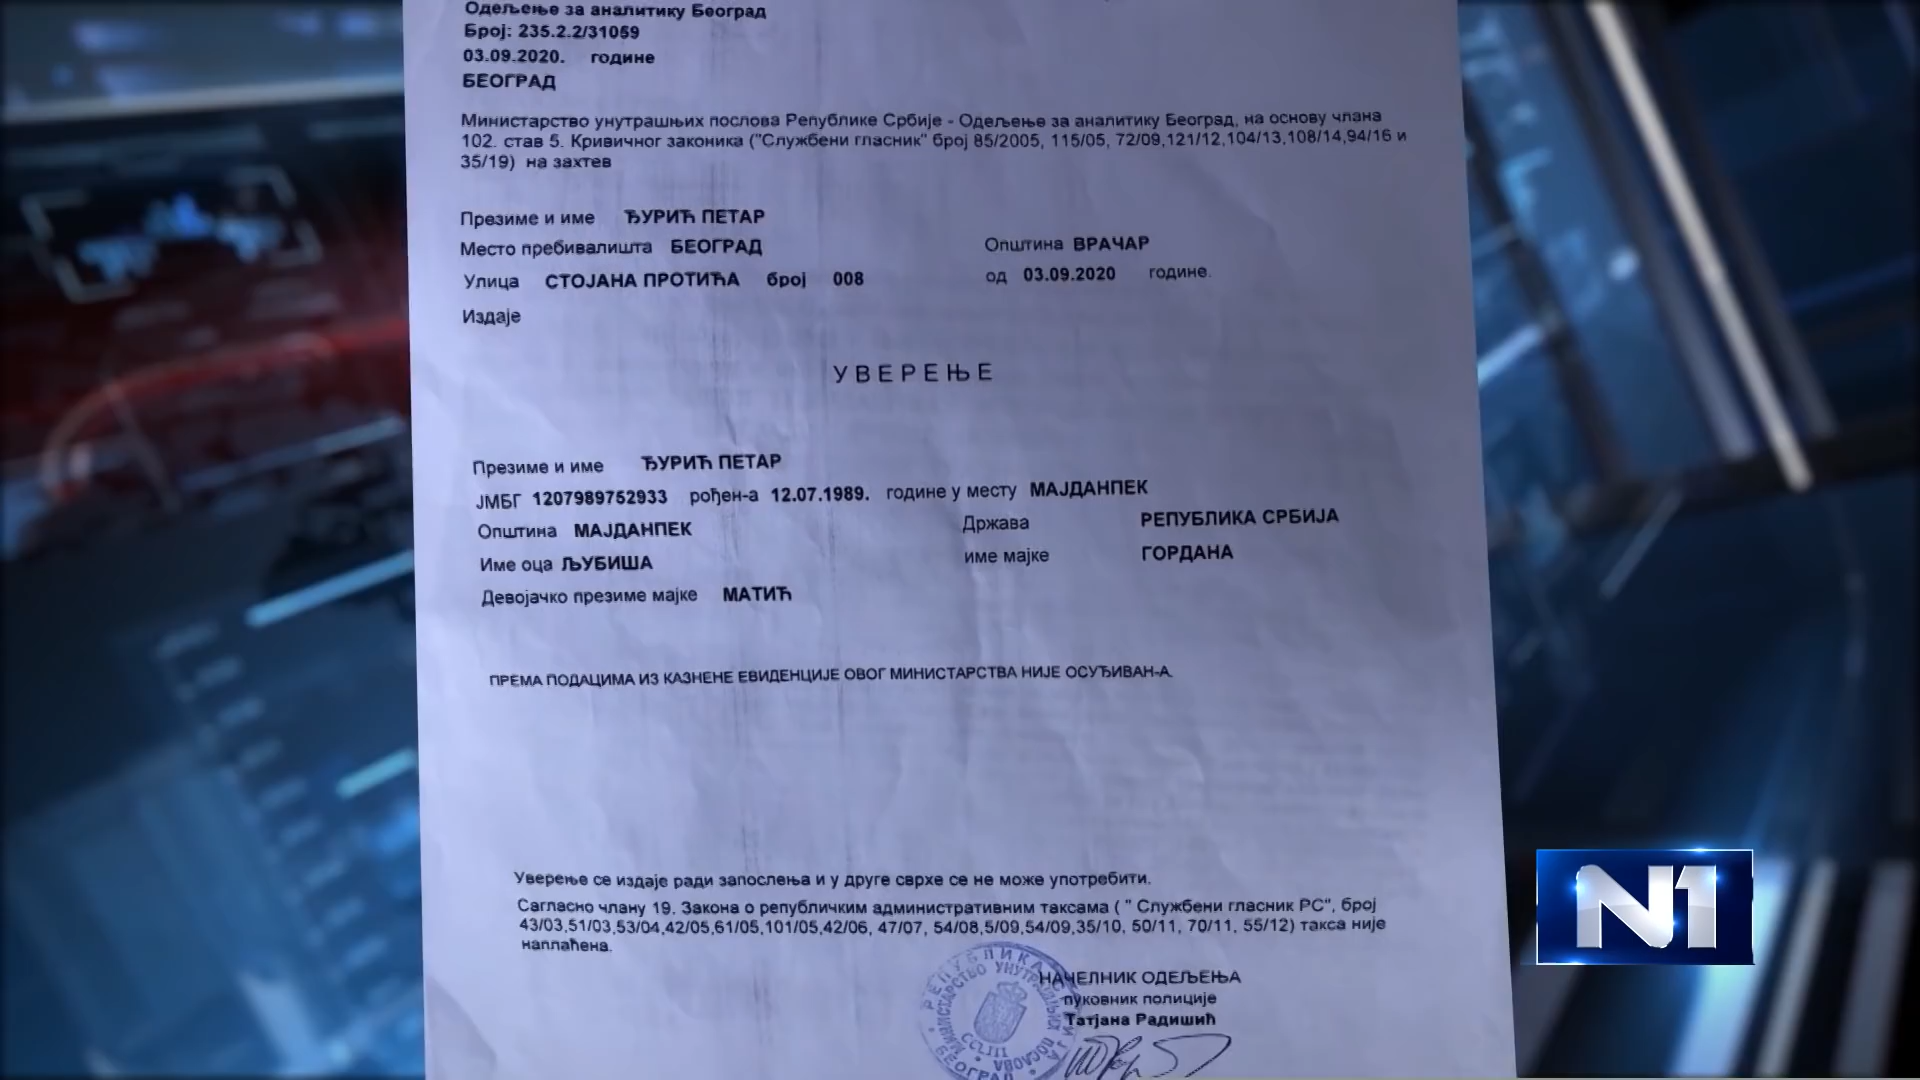 Одељење за аналитику Београд
Број: 235.2.2/31059
03.09.2020. године
БЕОГРАД
Министарство унутрашњих послова Републике Србије - Одељење за аналитику Београд, на основу члана
102. став 5. Кривичног законика ("Службени гласник" број 85/2005, 115/05, 72/09,121/12,104/13,108/14,94/16 и
35/19) на захтев
Презиме и име ЂУРИЋ ПЕТАР
Место пребивалишта БЕОГРАД Општина ВРАЧАР
Улица СТОЈАНА ПРОТИЋА број 008 од 03.09.2020 године.
Издаје
УВЕРЕЊЕ
Презиме и име ЂУРИЋ ПЕТАР
ЈМБГ 1207989752933 рођен-а 12.07.1989. године у месту МАЈДАНПЕК
Општина МАЈДАНПЕК Држава РЕПУБЛИКА СРБИЈА
Име оца ЉУБИША име мајке ГОРДАНА
Девојачко презиме мајке МАТИЋ
ПРЕМА ПОДАЦИМА ИЗ КАЗНЕНЕ ЕВИДЕНЦИЈЕ ОВОГ МИНИСТАРСТВА НИЈЕ ОСУЂИВАН-А.
Уверење се издаје ради запослења и у друге сврхе се не може употребити.
Сагласно члану 19. Закона о републичким административним таксама ( " Службени гласник РС", број
43/03,51/03,53/04,42/05,61/05,101/05,42/06, 47/07, 54/08,5/09,54/09,35/10, 50/11, 70/11, 55/12) такса није
наплаћена.
НАЧЕЛНИК ОДЕЉЕЊА
пуковник полиције
Татјана Радишић
РЕПУБЛИКА СРБИЈА
МИНИСТАРСТВО УНУТРАШЊИХ ПОСЛОВА
CCLIII
БЕОГРАД
N1